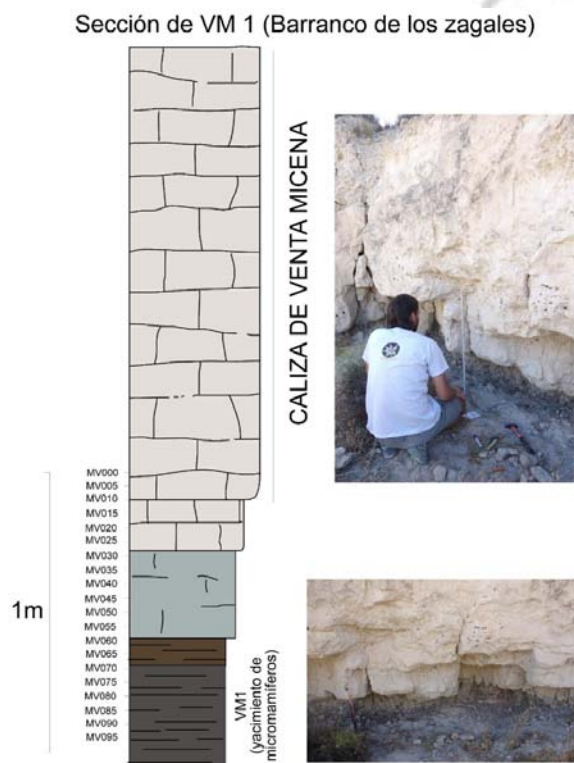 Sección de VM 1 (Barranco de los zagales)
CALIZA DE VENTA MICENA
MV000
MV005
MV010
MV015
MV020
MV025
MV030
MV035
MV040
MV045
MV050
MV055
MV060
MV065
MV070
MV075
MV080
MV085
MV090
MV095
1m
VM1
(yacimiento de
micromamíferos)